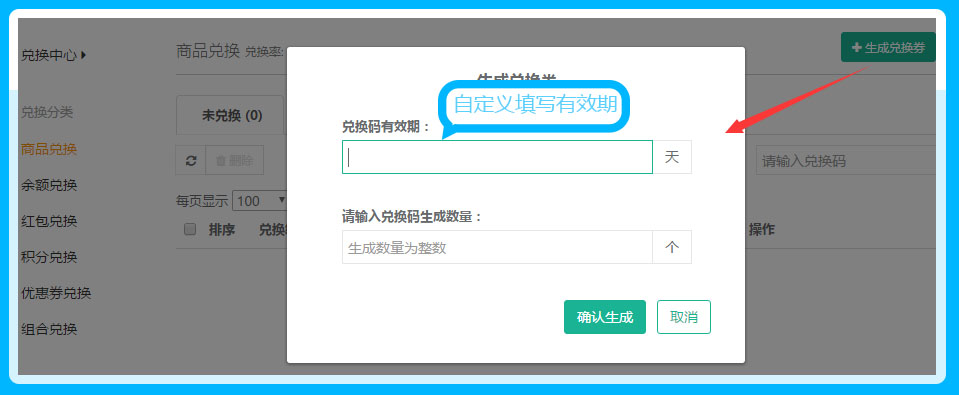 兑换中心
商品兑换 兑换率:
生成兑换券
生成兑换券
自定义填写有效期
兑换分类
未兑换 (0)
兑换码有效期：
商品兑换
天
删除
请输入兑换码
余额兑换
每页显示 100
红包兑换
请输入兑换码生成数量：
排序
操作
积分兑换
生成数量为整数
个
优惠券兑换
组合兑换
确认生成
取消